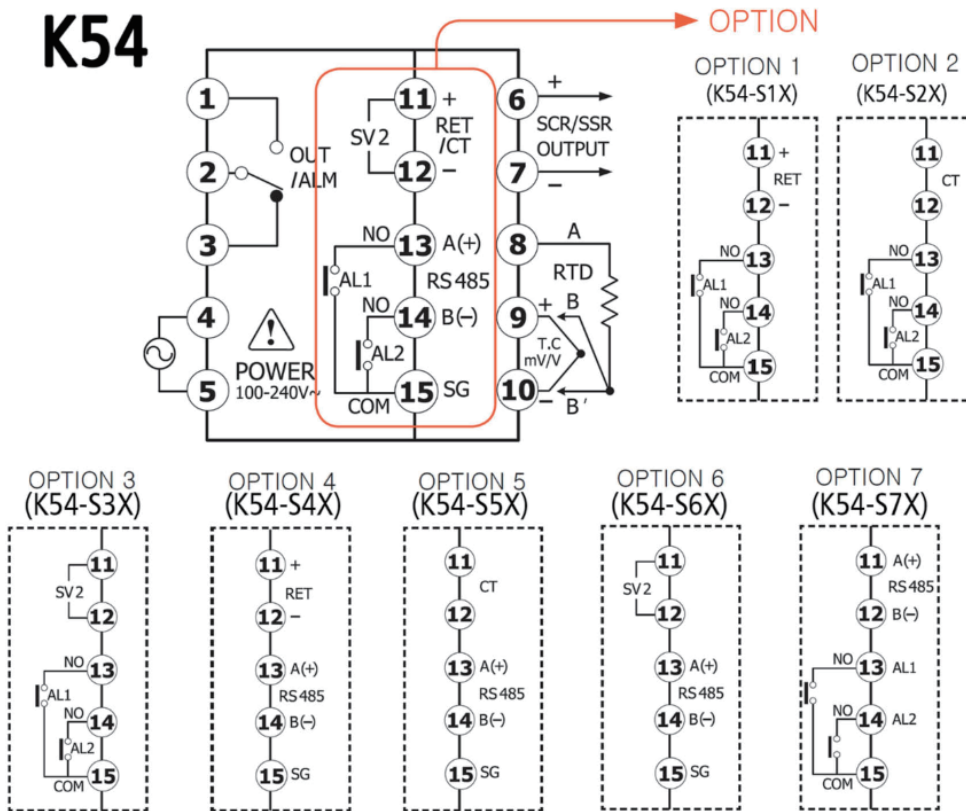 K54
OPTION
1
2
3
4
5
OUT
/ALM
POWER
100-240V~
11 +
RET
/CT
SV2
12 −
NO
13 A(+)
AL1
RS485
NO
14 B(−)
AL2
15 SG
COM
6 +
SCR/SSR
OUTPUT
7 −
8 A
RTD
9 + B
T.C
mV/V
10 − B'
OPTION 1
(K54-S1X)
11 +
RET
12 −
NO
13
AL1
NO
14
AL2
COM
15
OPTION 2
(K54-S2X)
11
CT
12
NO
13
AL1
NO
14
AL2
COM
15
OPTION 3
(K54-S3X)
11
SV2
12
NO
13
AL1
NO
14
AL2
COM
15
OPTION 4
(K54-S4X)
11 +
RET
12 −
13 A(+)
RS485
14 B(−)
15 SG
OPTION 5
(K54-S5X)
11
CT
12
13 A(+)
RS485
14 B(−)
15 SG
OPTION 6
(K54-S6X)
11
SV2
12
13 A(+)
RS485
14 B(−)
15 SG
OPTION 7
(K54-S7X)
11 A(+)
RS485
12 B(−)
NO
13 AL1
NO
14 AL2
COM
15